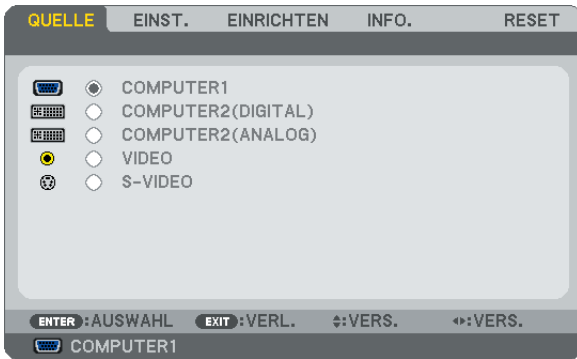 QUELLE EINST. EINRICHTEN INFO. RESET
COMPUTER1
COMPUTER2(DIGITAL)
COMPUTER2(ANALOG)
VIDEO
S-VIDEO
ENTER :AUSWAHL EXIT :VERL. :VERS. :VERS.
COMPUTER1